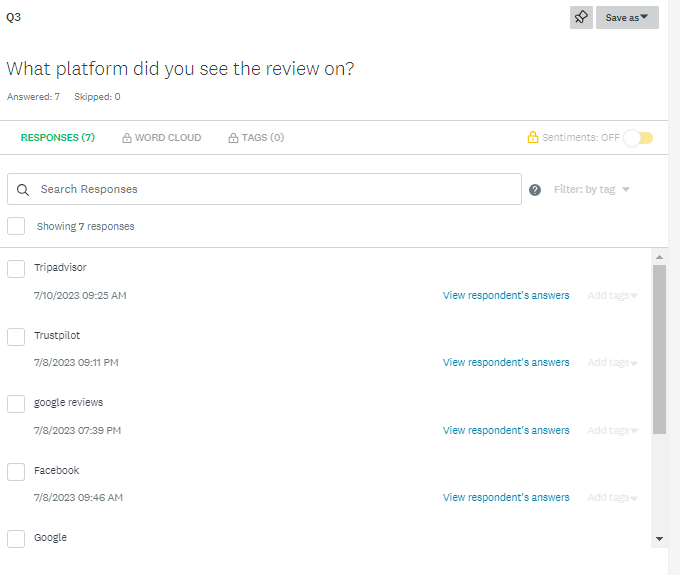 Q3
Save as
What platform did you see the review on?
Answered: 7 Skipped: 0
RESPONSES (7) WORD CLOUD TAGS (0) Sentiments: OFF
Search Responses ? Filter: by tag
Showing 7 responses
Tripadvisor
7/10/2023 09:25 AM View respondent's answers Add tags
Trustpilot
7/8/2023 09:11 PM View respondent's answers Add tags
google reviews
7/8/2023 07:39 PM View respondent's answers Add tags
Facebook
7/8/2023 09:46 AM View respondent's answers Add tags
Google